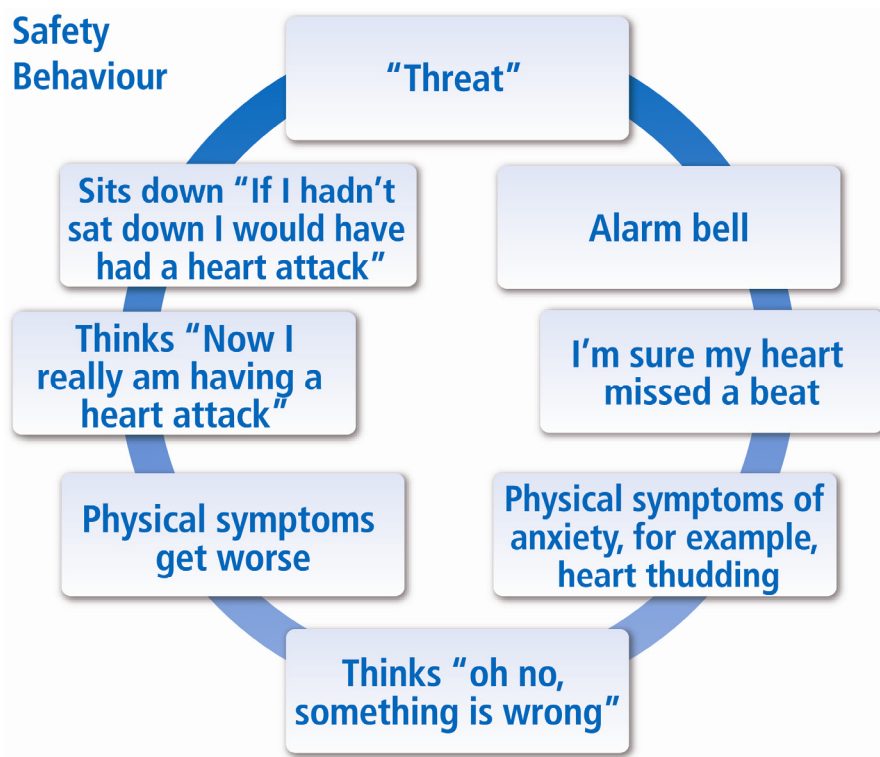 Safety
Behaviour
“Threat”
Alarm bell
I’m sure my heart
missed a beat
Physical symptoms of
anxiety, for example,
heart thudding
Thinks “oh no,
something is wrong”
Physical symptoms
get worse
Thinks “Now I
really am having a
heart attack”
Sits down “If I hadn’t
sat down I would have
had a heart attack”